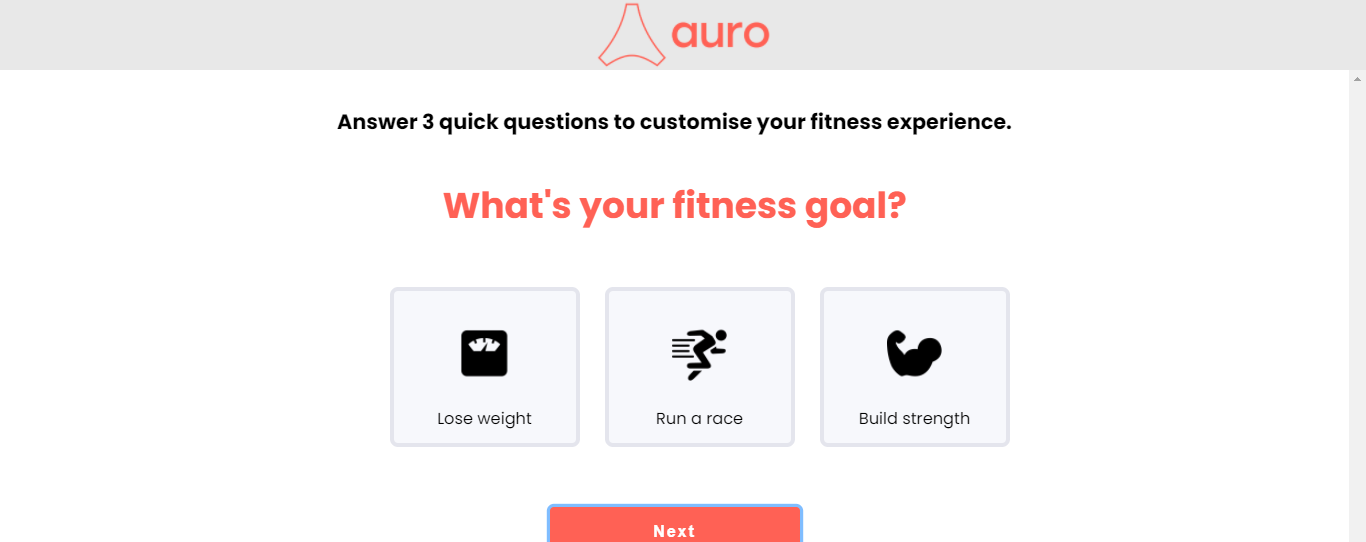 auro
Answer 3 quick questions to customise your fitness experience.
What's your fitness goal?
Lose weight
Run a race
Build strength
Next